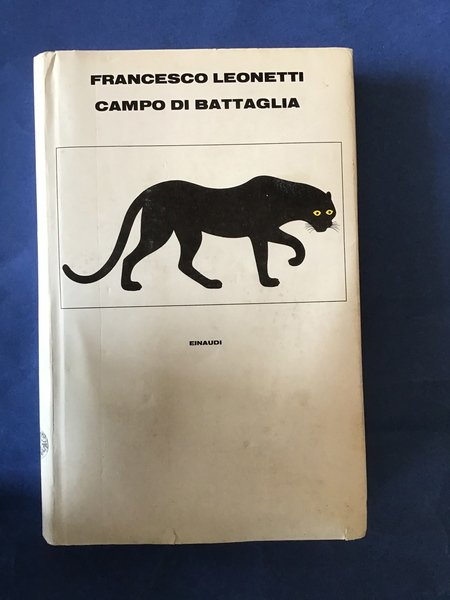 FRANCESCO LEONETTI
CAMPO DI BATTAGLIA
EINAUDI